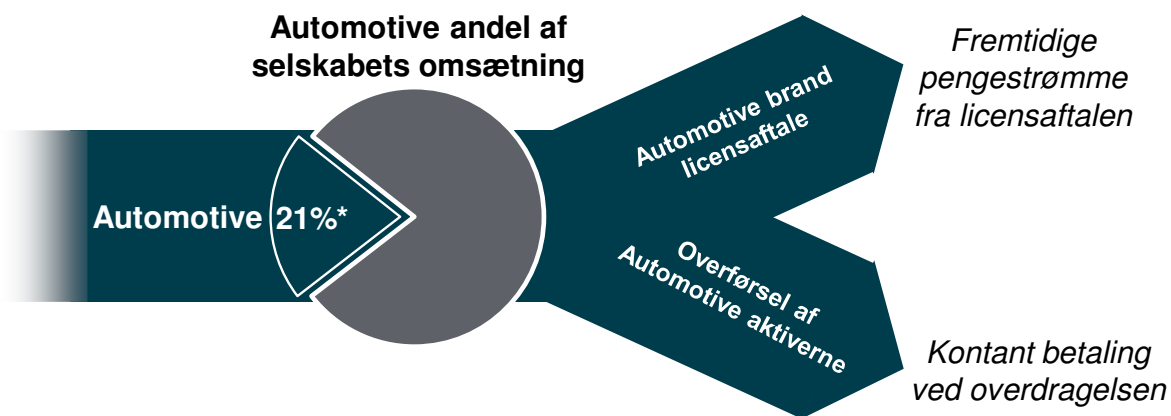 Automotive andel af
selskabets omsætning
Automotive 21%*
Automotive brand
licensaftale
Fremtidige
pengestrømme
fra licensaftalen
Overførsel af
Automotive aktiverne
Kontant betaling
ved overdragelsen